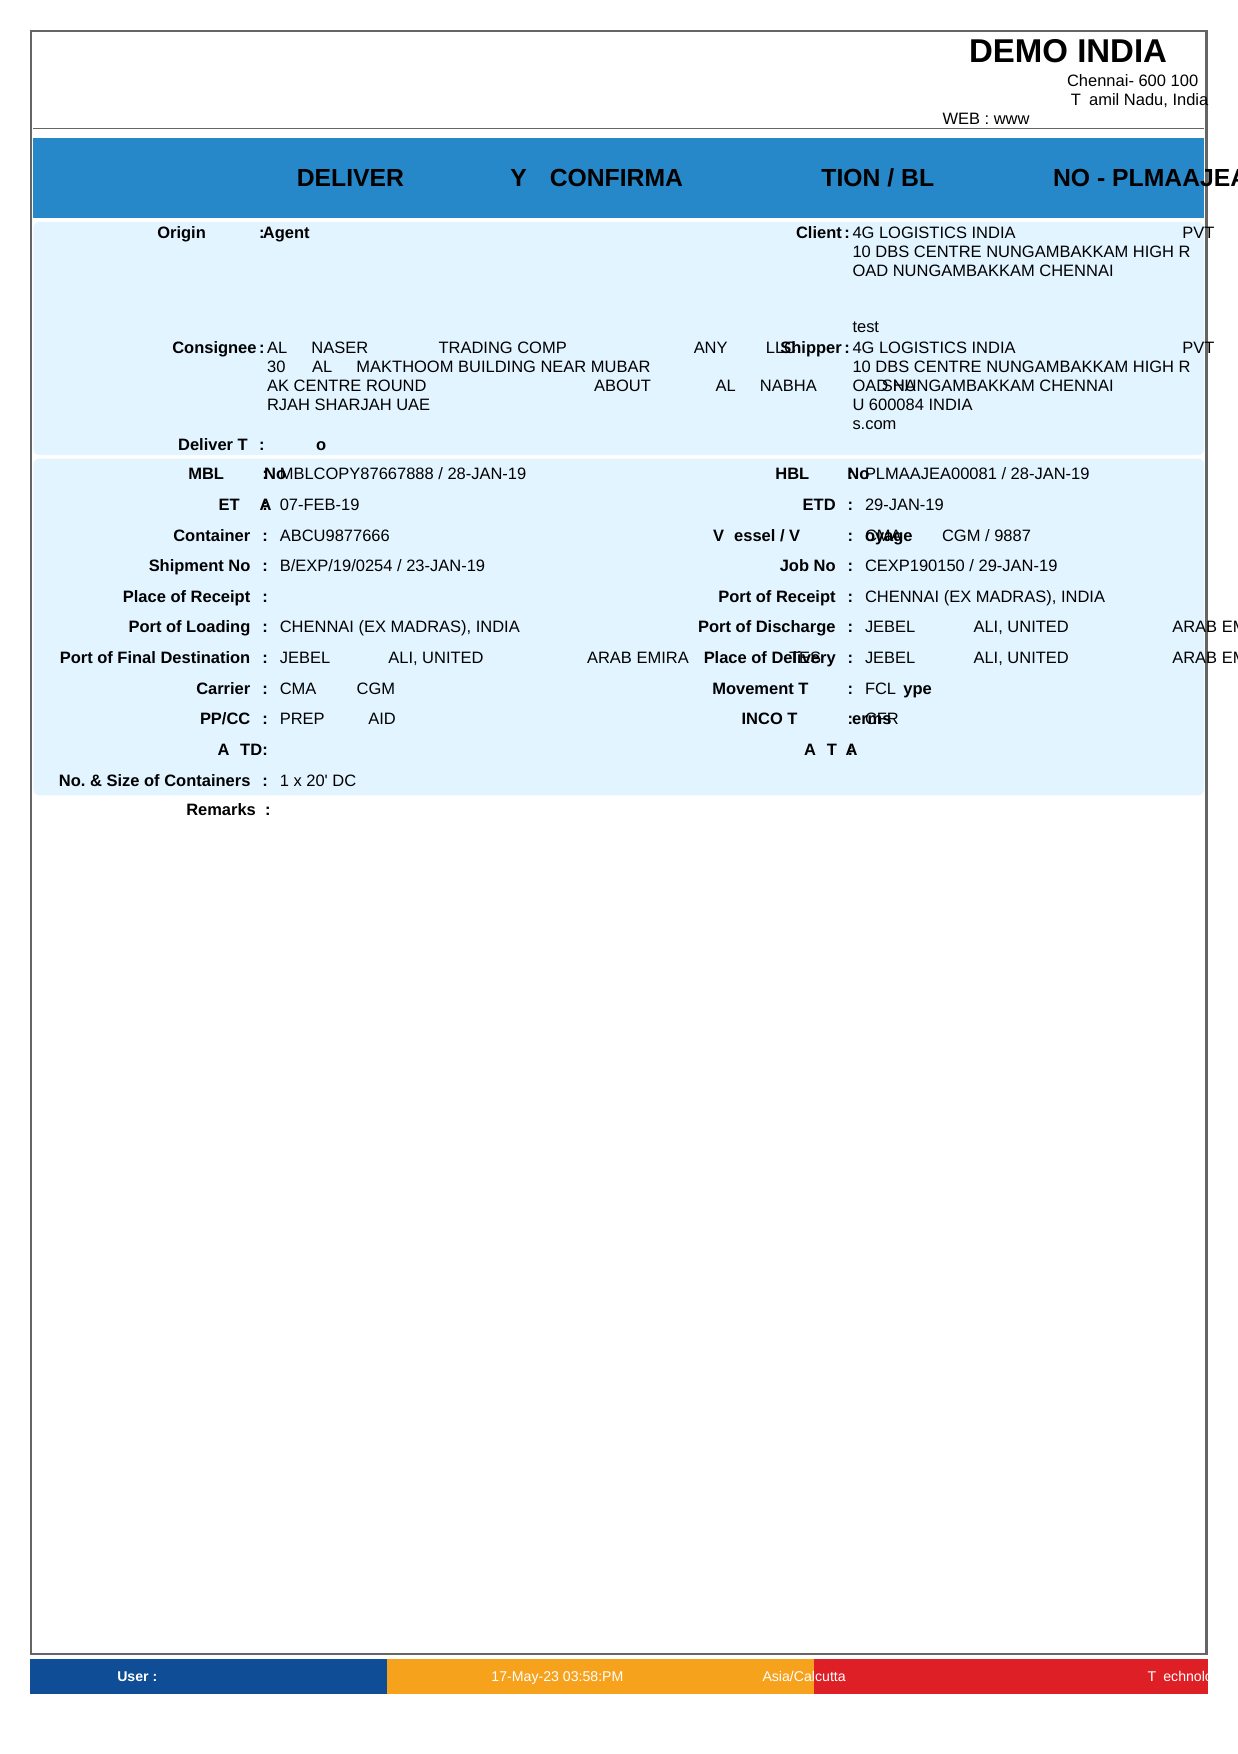 DEMO INDIA
Chennai- 600 100
Tamil Nadu, India
WEB : www
DELIVERY CONFIRMATION / BL NO - PLMAAJEA
Origin Agent :
Client : 4G LOGISTICS INDIA PVT
10 DBS CENTRE NUNGAMBAKKAM HIGH R
OAD NUNGAMBAKKAM CHENNAI
test
Consignee : AL NASER TRADING COMPANY LLC
30 AL MAKTHOOM BUILDING NEAR MUBAR
AK CENTRE ROUND ABOUT AL NABHA SHA
RJAH SHARJAH UAE
Shipper : 4G LOGISTICS INDIA PVT
10 DBS CENTRE NUNGAMBAKKAM HIGH R
OAD NUNGAMBAKKAM CHENNAI
U 600084 INDIA
s.com
Deliver To :
MBL No : MBLCOPY87667888 / 28-JAN-19 HBL No : PLMAAJEA00081 / 28-JAN-19
ETA : 07-FEB-19 ETD : 29-JAN-19
Container : ABCU9877666 Vessel / Voyage : CMA CGM / 9887
Shipment No : B/EXP/19/0254 / 23-JAN-19 Job No : CEXP190150 / 29-JAN-19
Place of Receipt : Port of Receipt : CHENNAI (EX MADRAS), INDIA
Port of Loading : CHENNAI (EX MADRAS), INDIA Port of Discharge : JEBEL ALI, UNITED ARAB EM
Port of Final Destination : JEBEL ALI, UNITED ARAB EMIRATES Place of Delivery : JEBEL ALI, UNITED ARAB EM
Carrier : CMA CGM Movement Type : FCL
PP/CC : PREPAID INCO Terms : CFR
ATD : ATA :
No. & Size of Containers : 1 x 20' DC
Remarks :
User : 17-May-23 03:58:PM Asia/Calcutta Technolo